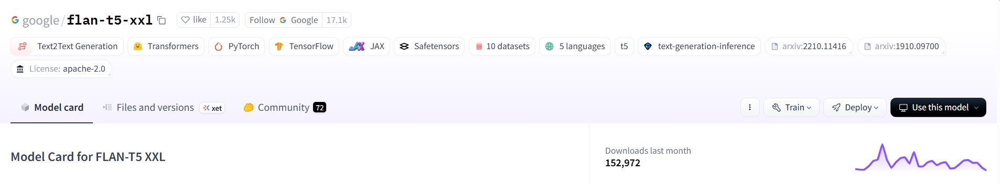 google/flan-t5-xxl like 1.25k Follow Google 17.1k
Text2Text Generation Transformers PyTorch TensorFlow JAX Safetensors 10 datasets 5 languages t5 text-generation-inference arxiv:2210.11416 arxiv:1910.09700
License: apache-2.0
Model card Files and versions xet Community 72 Train Deploy Use this model
Model Card for FLAN-T5 XXL
Downloads last month
152,972